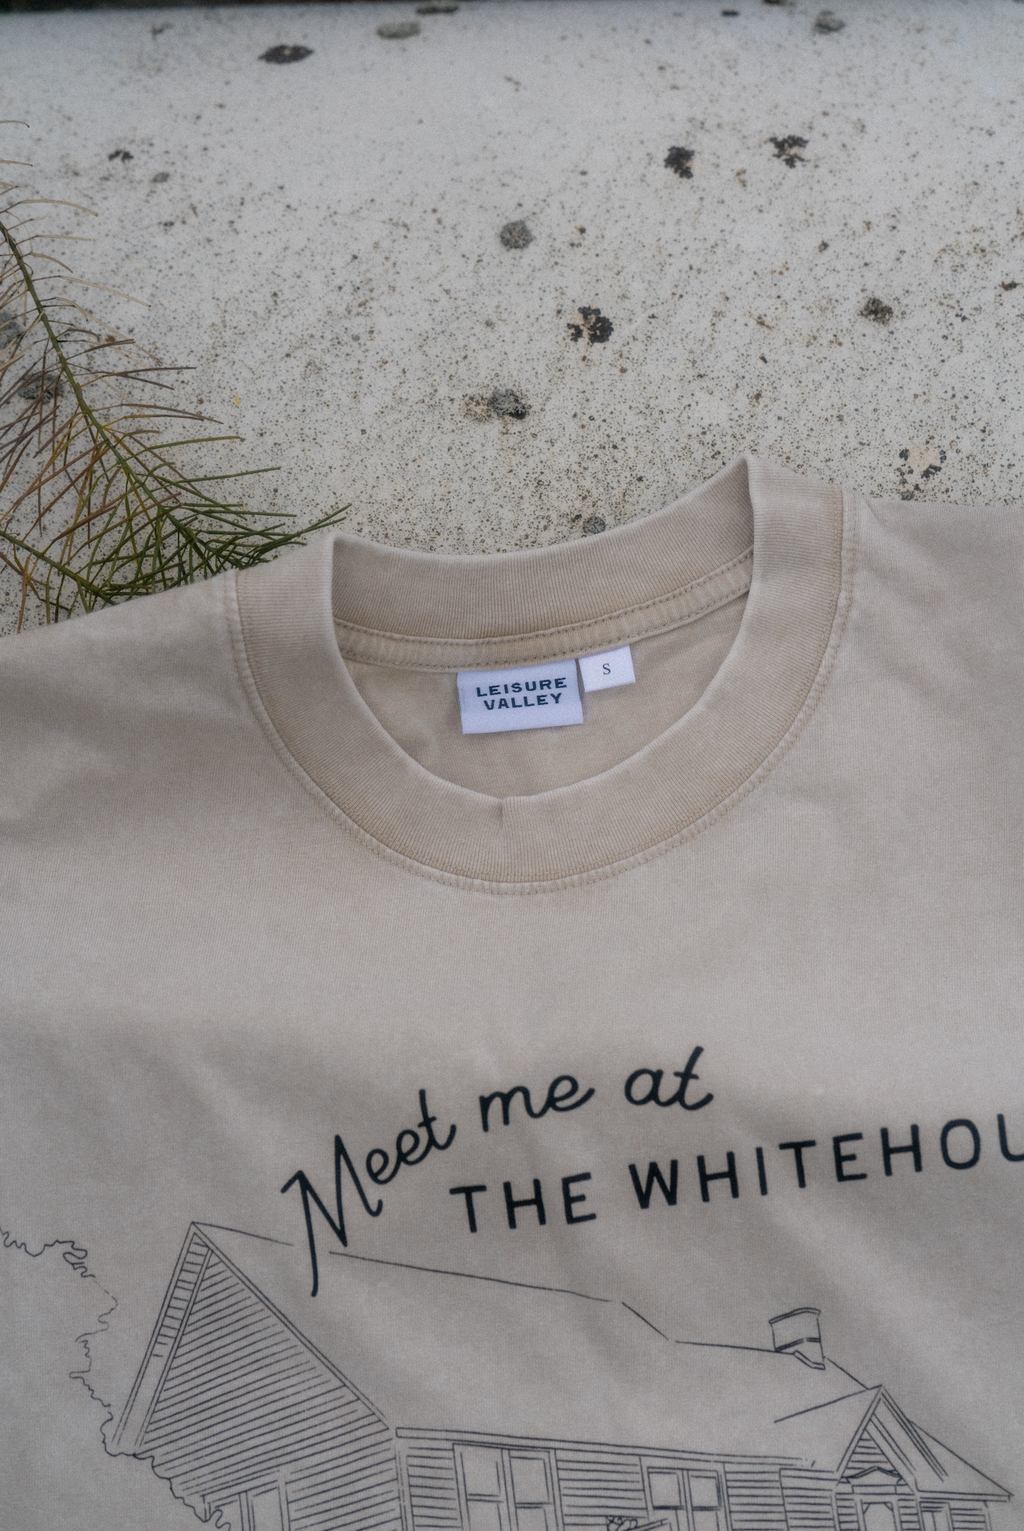 LEISURE
VALLEY
S
Meet me at
THE WHITEHOU